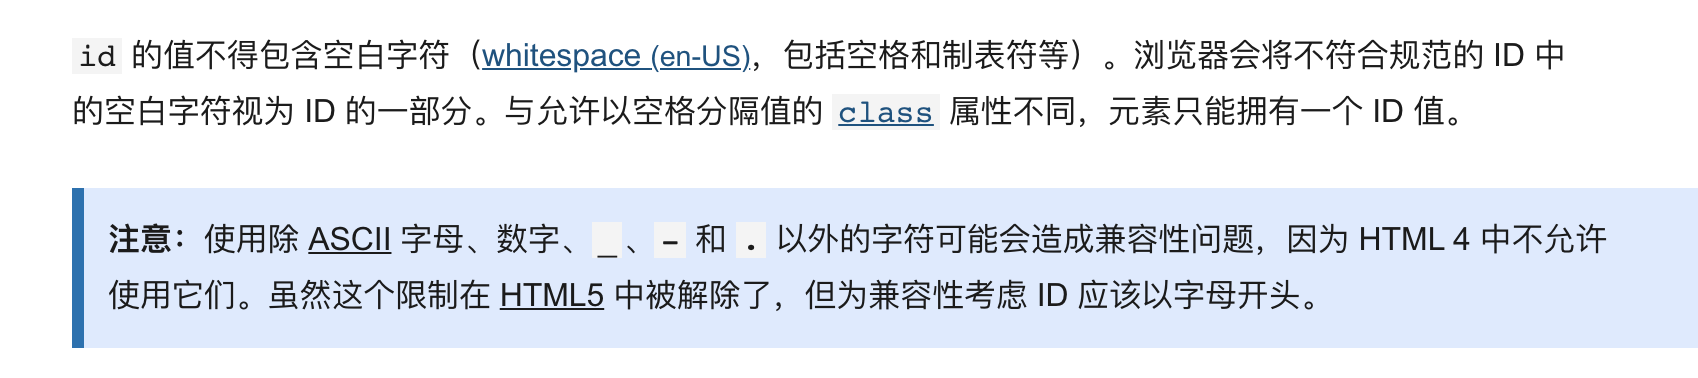 id 的值不得包含空白字符（whitespace (en-US)，包括空格和制表符等）。浏览器会将不符合规范的 ID 中
的空白字符视为 ID 的一部分。与允许以空格分隔值的 class 属性不同，元素只能拥有一个 ID 值。
注意：使用除 ASCII 字母、数字、_、- 和 . 以外的字符可能会造成兼容性问题，因为 HTML 4 中不允许
使用它们。虽然这个限制在 HTML5 中被解除了，但为兼容性考虑 ID 应该以字母开头。